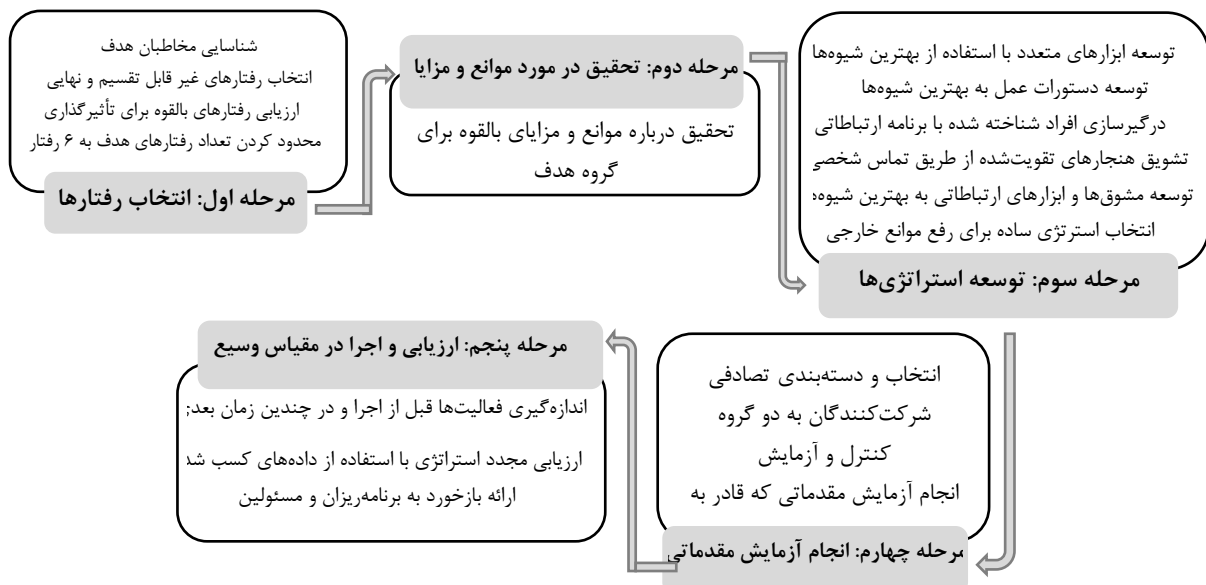 شناسایی مخاطبان هدف
انتخاب رفتارهای غیر قابل تقسیم و نهایی
ارزیابی رفتارهای بالقوه برای تأثیرگذاری
محدود کردن تعداد رفتارهای هدف به ۶ رفتار
مرحله اول: انتخاب رفتارها
مرحله دوم: تحقیق در مورد موانع و مزایا
تحقیق درباره موانع و مزایای بالقوه برای
گروه هدف
توسعه ابزارهای متعدد با استفاده از بهترین شیوه‌ها
توسعه دستورات عمل به بهترین شیوه‌ها
درگیرسازی افراد شناخته شده با برنامه ارتباطاتی
تشویق هنجارهای تقویت‌شده از طریق تماس شخصی
توسعه مشوق‌ها و ابزارهای ارتباطاتی به بهترین
انتخاب استرتژی ساده برای رفع موانع خارجی
مرحله سوم: توسعه استراتژی‌ها
انتخاب و دسته‌بندی تصادفی
شرکت‌کنندگان به دو گروه
کنترل و آزمایش
انجام آزمایش مقدماتی که قادر به
مرحله چهارم: انجام آزمایش مقدماتی
مرحله پنجم: ارزیابی و اجرا در مقیاس وسیع
اندازه‌گیری فعالیت‌ها قبل از اجرا و در چندین زمان
ارزیابی مجدد استراتژی با استفاده از داده‌های کسب
ارائه بازخورد به برنامه‌ریزان و مسئولین